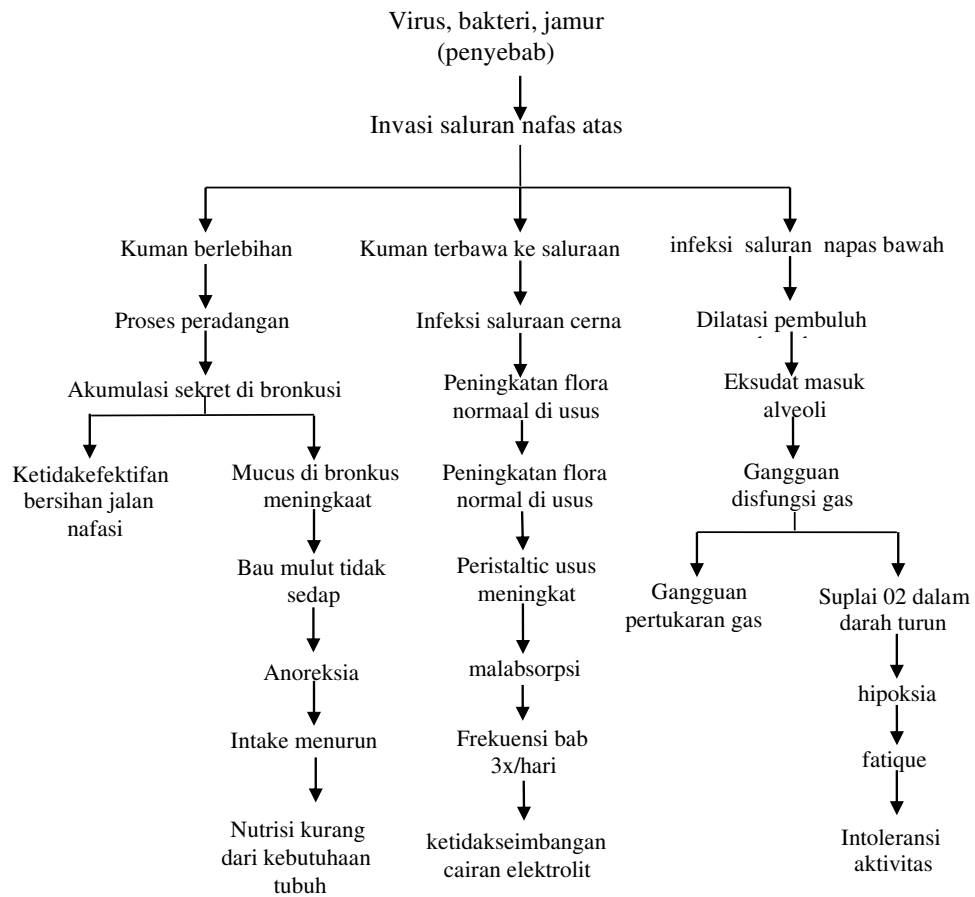 Virus, bakteri, jamur
(penyebab)
Invasi saluran nafas atas
Kuman berlebihan
Proses peradangan
Akumulasi sekret di bronkusi
Ketidakefektifan
bersihan jalan
nafasi
Mucus di bronkus
meningkaat
Bau mulut tidak
sedap
Anoreksia
Intake menurun
Nutrisi kurang
dari kebutuhaan
tubuh
Kuman terbawa ke saluraan
Infeksi saluraan cerna
Peningkatan flora
normaal di usus
Peningkatan flora
normal di usus
Peristaltic usus
meningkat
malabsorpsi
Frekuensi bab
3x/hari
ketidakseimbangan
cairan elektrolit
infeksi saluran napas bawah
Dilatasi pembuluh
Eksudat masuk
alveoli
Gangguan
disfungsi gas
Gangguan
pertukaran gas
Suplai 02 dalam
darah turun
hipoksia
fatique
Intoleransi
aktivitas